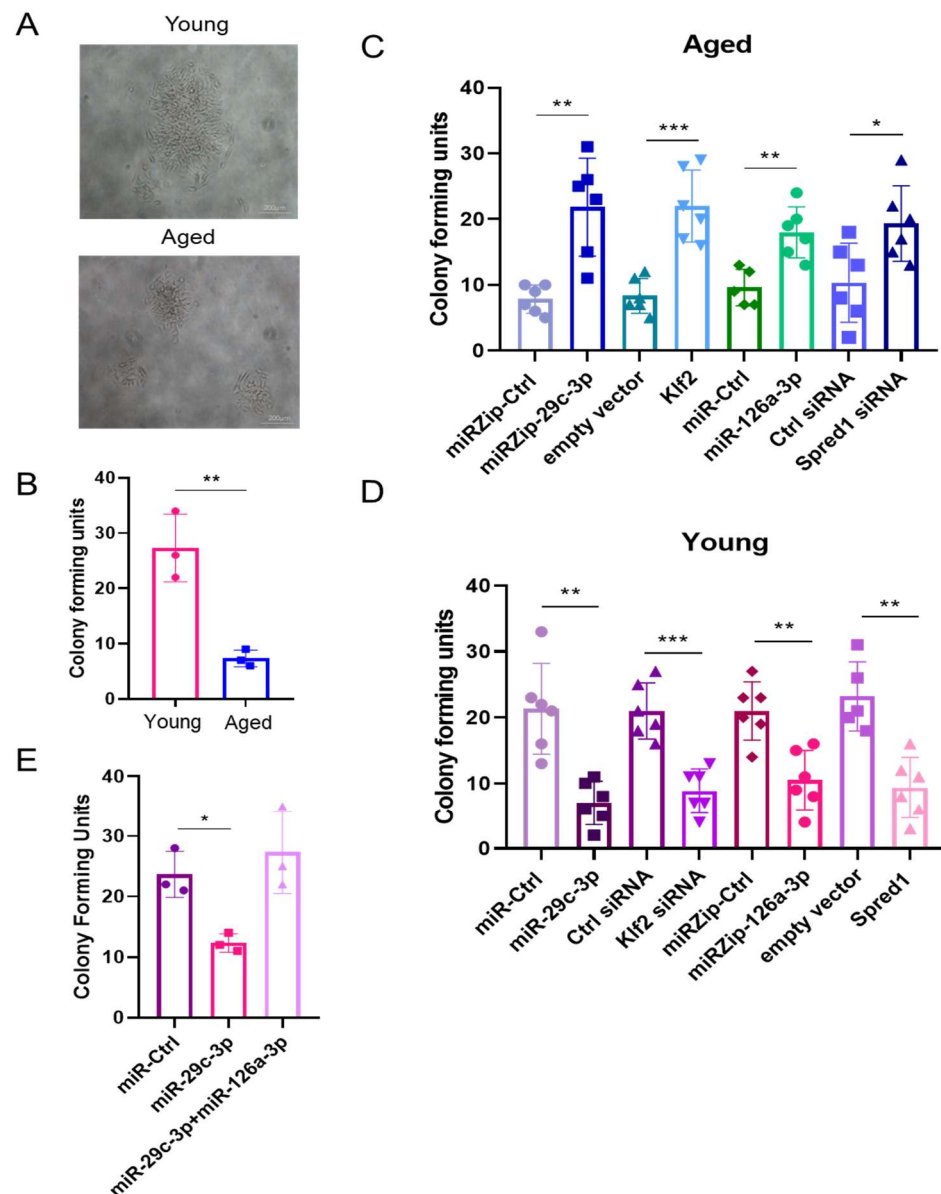 A
Young
200μm
Aged
200μm
B
Colony forming units
40
30
20
10
0
**
Young
Aged
C
Aged
Colony forming units
40
30
20
10
0
**
***
**
*
miRZip-Ctrl
miRZip-29c-3p
empty vector
Klf2
miR-Ctrl
miR-126a-3p
Ctrl siRNA
Spred1 siRNA
D
Young
Colony forming units
40
30
20
10
0
**
***
**
**
miR-Ctrl
miR-29c-3p
Ctrl siRNA
Klf2 siRNA
miRZip-Ctrl
miRZip-126a-3p
empty vector
Spred1
E
Colony Forming Units
40
30
20
10
0
*
miR-Ctrl
miR-29c-3p
miR-29c-3p+miR-126a-3p